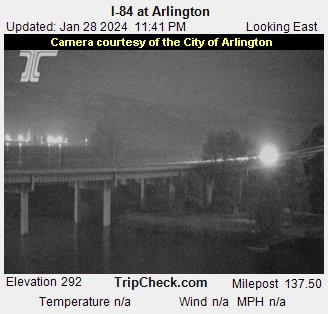 I-84 at Arlington
Updated: Jan 28 2024 11:41 PM Looking East
Camera courtesy of the City of Arlington
Elevation 292 TripCheck.com Milepost 137.50
Temperature n/a Wind n/a MPH n/a